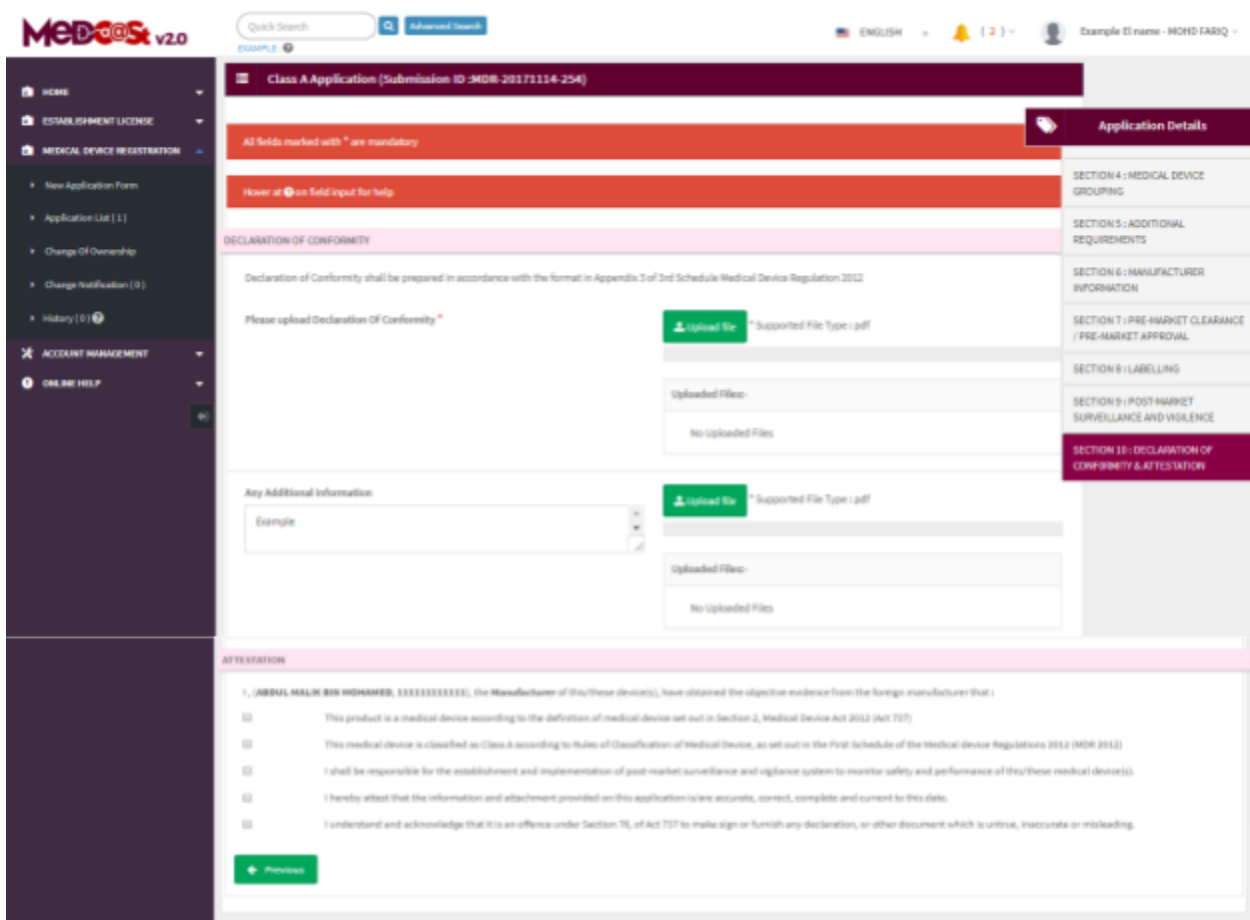 MeDC@St v2.0
Quick Search
Advanced Search
EXAMPLE -
ENGLISH
[ 2 ]
Example El name - MOHD FARIQ
HOME
ESTABLISHMENT LICENSE
MEDICAL DEVICE REGISTRATION
New Application Form
Application List ( 1 )
Change Of Ownership
Change Notification ( 0 )
History ( 0 )
ACCOUNT MANAGEMENT
ONLINE HELP
Class A Application (Submission ID :MDR-20171114-254)
All fields marked with * are mandatory
Hover at ? on field input for help
DECLARATION OF CONFORMITY
Declaration of Conformity shall be prepared in accordance with the format in Appendix 3 of 3rd Schedule Medical Device Regulation 2012
Please upload Declaration Of Conformity *
Upload file
* Supported File Type : pdf
Uploaded Files:-
No Uploaded Files
Any Additional Information
Example
Upload file
* Supported File Type : pdf
Uploaded Files:-
No Uploaded Files
Application Details
SECTION 4 : MEDICAL DEVICE
GROUPING
SECTION 5 : ADDITIONAL
REQUIREMENTS
SECTION 6 : MANUFACTURER
INFORMATION
SECTION 7 : PRE-MARKET CLEARANCE
/ PRE-MARKET APPROVAL
SECTION 8 : LABELLING
SECTION 9 : POST-MARKET
SURVEILLANCE AND VIGILENCE
SECTION 10 : DECLARATION OF
CONFORMITY & ATTESTATION
ATTESTATION
I , (ABDUL MALIK BIN MOHAMED, 111111111111), the Manufacturer of this/these device(s), have obtained the objective evidence from the foreign manufacturer that :
This product is a medical device according to the definition of medical device set out in Section 2, Medical Device Act 2012 (Act 737)
This medical device is classified as Class A according to Rules of Classification of Medical Device, as set out in the First Schedule of the Medical device Regulations 2012 (MDR 2012)
I shall be responsible for the establishment and implementation of post-market surveillance and vigilance system to monitor safety and performance of this/these medical device(s).
I hereby attest that the information and attachment provided on this application is/are accurate, correct, complete and current to this date.
I understand and acknowledge that it is an offence under Section 76, of Act 737 to make sign or furnish any declaration, or other document which is untrue, inaccurate or misleading.
Previous